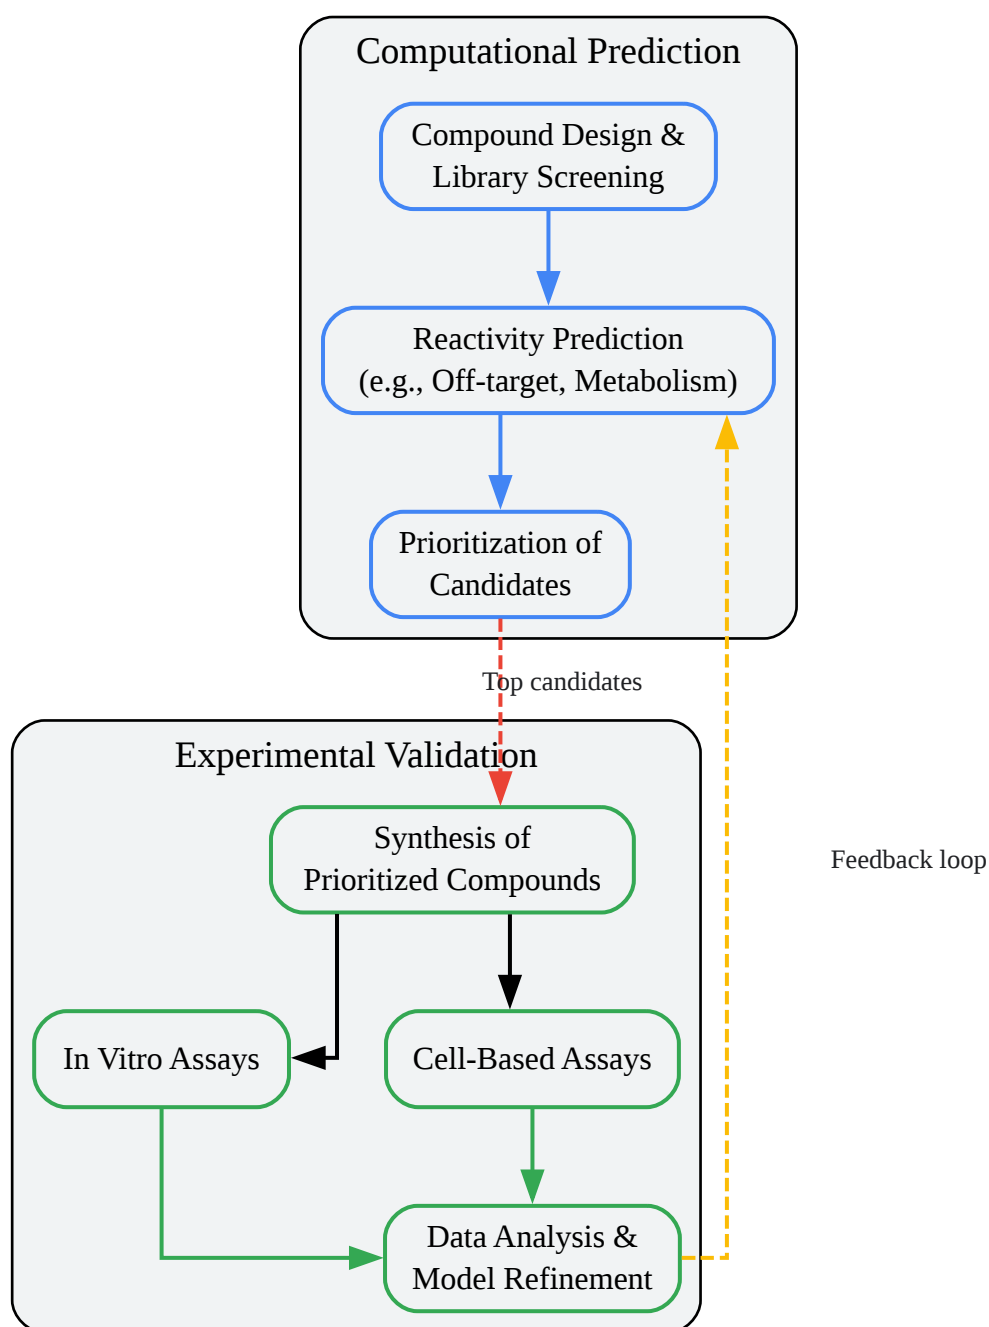 Computational Prediction
Compound Design &
Library Screening
Reactivity Prediction
(e.g., Off-target, Metabolism)
Prioritization of
Candidates
Top candidates
Experimental Validation
Synthesis of
Prioritized Compounds
Feedback loop
In Vitro Assays
Cell-Based Assays
Data Analysis &
Model Refinement